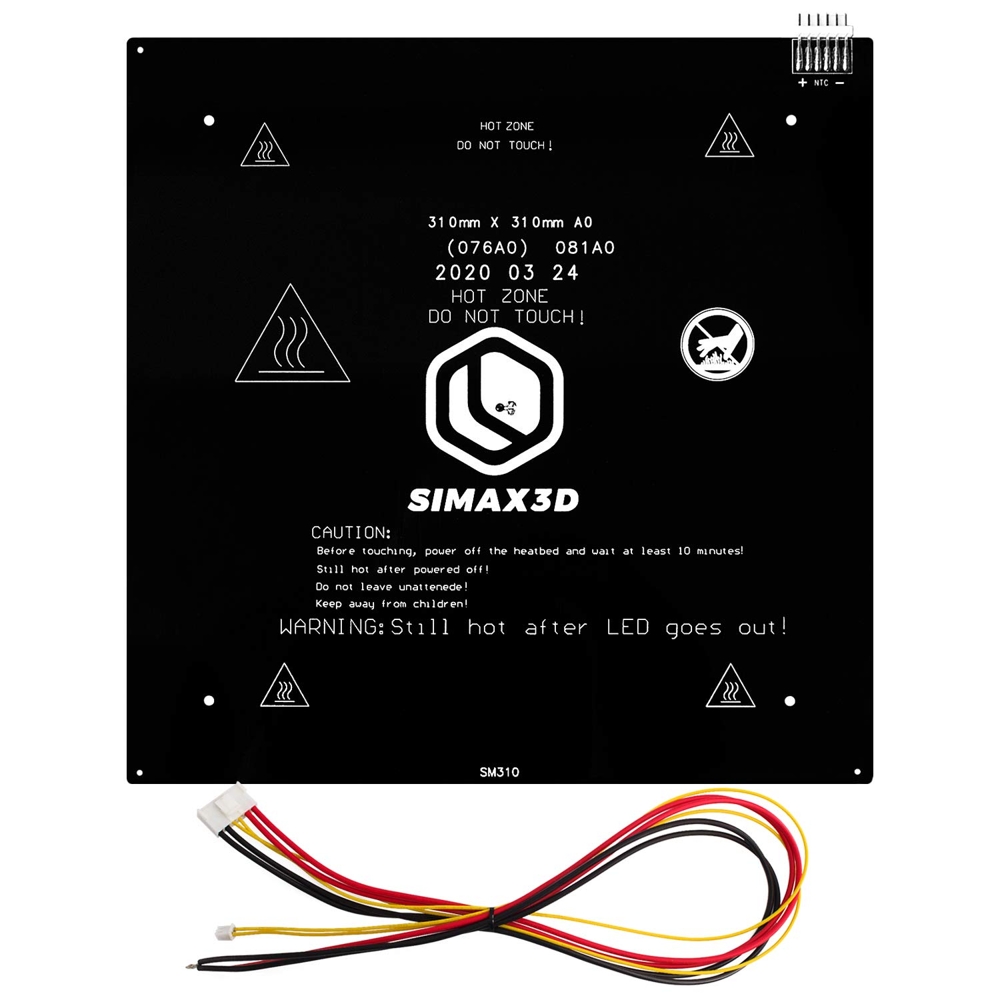 + NTC −
HOT ZONE
DO NOT TOUCH!
310mm X 310mm A0
(076A0) 081A0
2020 03 24
HOT ZONE
DO NOT TOUCH!
SIMAX3D
CAUTION:
Before touching, power off the heatbed and wait at least 10 minutes!
Still hot after powered off!
Do not leave unattenede!
Keep away from children!
WARNING:Still hot after LED goes out!
SM310